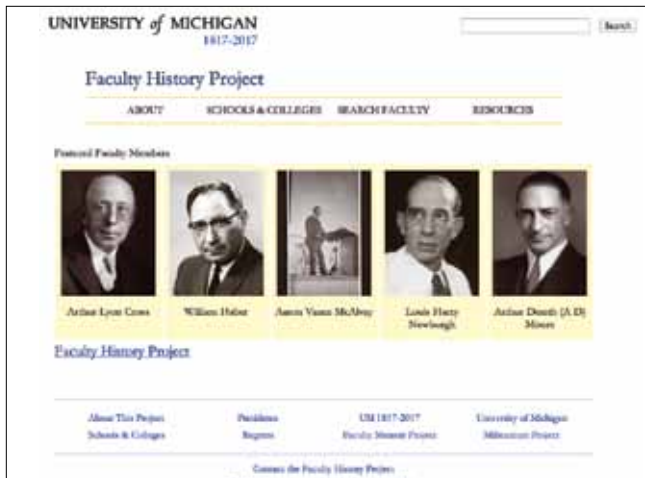 UNIVERSITY of MICHIGAN
1817-2017
Search
Faculty History Project
ABOUT SCHOOLS & COLLEGES SEARCH FACULTY RESOURCES
Featured Faculty Members
Arthur Lyon Cross William Haber Aaron Vance McAlvay Louis Harry Arthur Dearth (A D)
Newburgh Moore
Faculty History Project
About This Project Presidents UM 1817-2017 University of Michigan
Schools & Colleges Regents Faculty Memoir Project Millennium Project
Contact the Faculty History Project